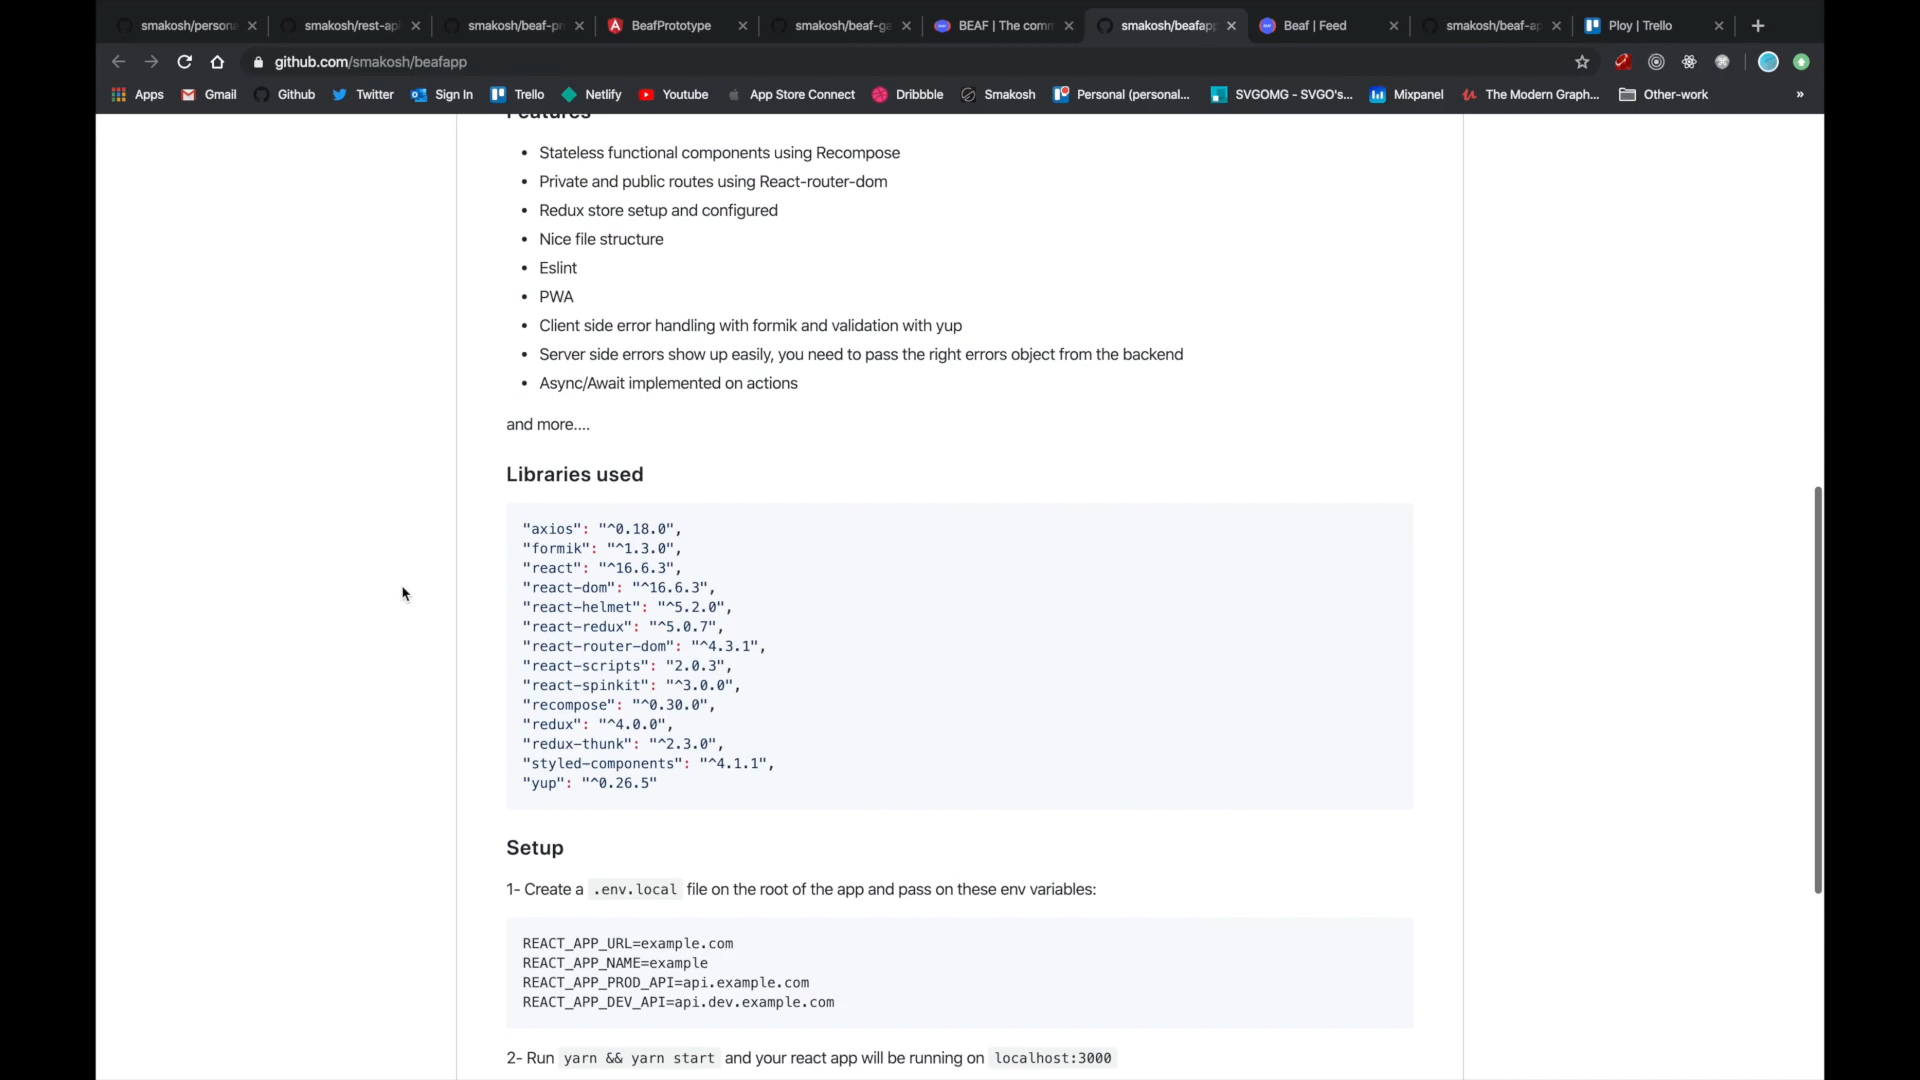 smakosh/persona
smakosh/rest-api
smakosh/beaf-pr
BeafPrototype
smakosh/beaf-ga
BEAF | The comm
smakosh/beafapp
Beaf | Feed
smakosh/beaf-ap
Ploy | Trello
github.com/smakosh/beafapp
Apps
Gmail
Github
Twitter
Sign In
Trello
Netlify
Youtube
App Store Connect
Dribbble
Smakosh
Personal (personal...
SVGOMG - SVGO's...
Mixpanel
The Modern Graph...
Other-work
»
Features
• Stateless functional components using Recompose
• Private and public routes using React-router-dom
• Redux store setup and configured
• Nice file structure
• Eslint
• PWA
• Client side error handling with formik and validation with yup
• Server side errors show up easily, you need to pass the right errors object from the backend
• Async/Await implemented on actions
and more....
Libraries used
"axios": "^0.18.0",
"formik": "^1.3.0",
"react": "^16.6.3",
"react-dom": "^16.6.3",
"react-helmet": "^5.2.0",
"react-redux": "^5.0.7",
"react-router-dom": "^4.3.1",
"react-scripts": "2.0.3",
"react-spinkit": "^3.0.0",
"recompose": "^0.30.0",
"redux": "^4.0.0",
"redux-thunk": "^2.3.0",
"styled-components": "^4.1.1",
"yup": "^0.26.5"
Setup
1- Create a .env.local file on the root of the app and pass on these env variables:
REACT_APP_URL=example.com
REACT_APP_NAME=example
REACT_APP_PROD_API=api.example.com
REACT_APP_DEV_API=api.dev.example.com
2- Run yarn && yarn start and your react app will be running on localhost:3000